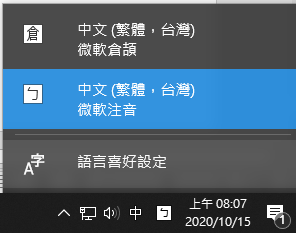 倉
中文 (繁體，台灣)
微軟倉頡
ㄅ
中文 (繁體，台灣)
微軟注音
A字
語言喜好設定
中
ㄅ
上午 08:07
2020/10/15
1